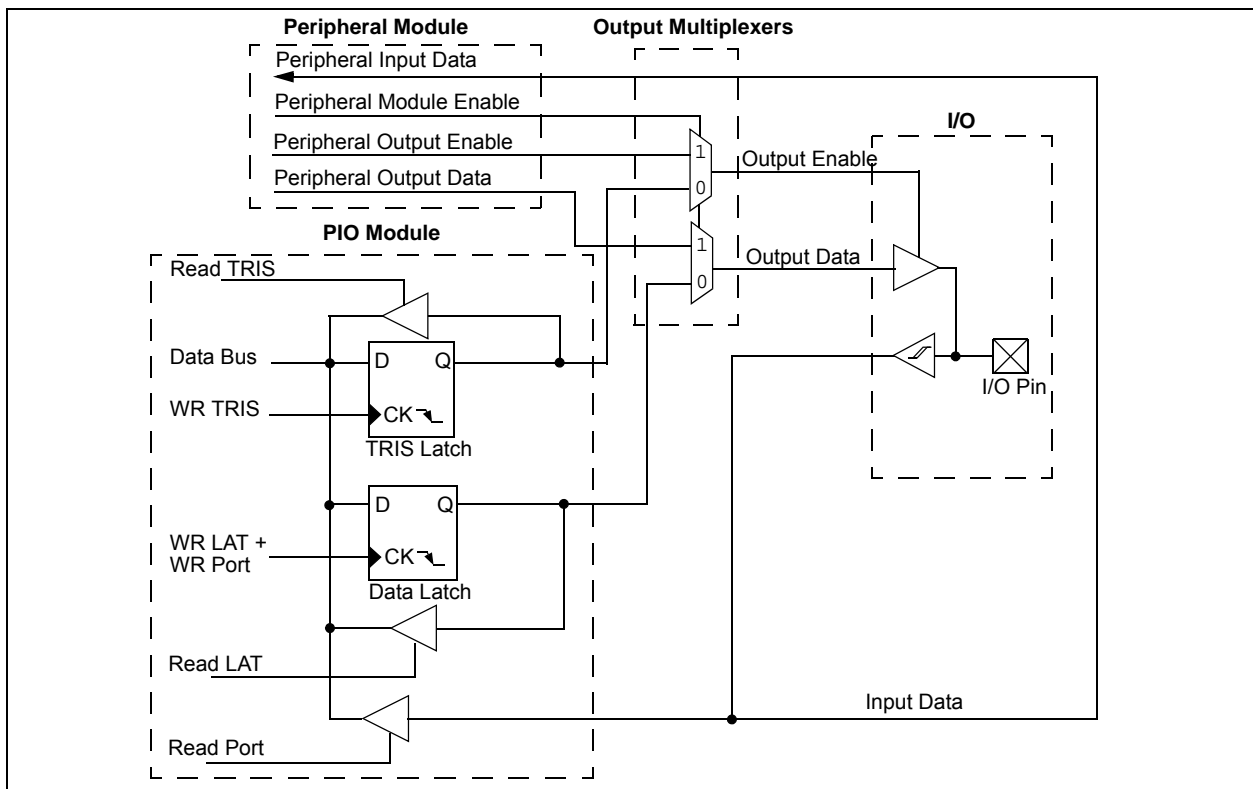 Peripheral Module
Output Multiplexers
Peripheral Input Data
Peripheral Module Enable
Peripheral Output Enable
Peripheral Output Data
1
0
Output Enable
1
0
Output Data
I/O
I/O Pin
PIO Module
Read TRIS
Data Bus
D Q
WR TRIS
CK
TRIS Latch
D Q
WR LAT +
WR Port
CK
Data Latch
Read LAT
Input Data
Read Port